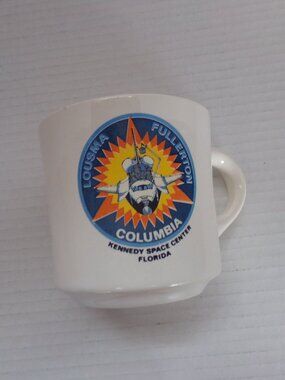 LOUSMA
FULLERTON
COLUMBIA
KENNEDY SPACE CENTER
FLORIDA